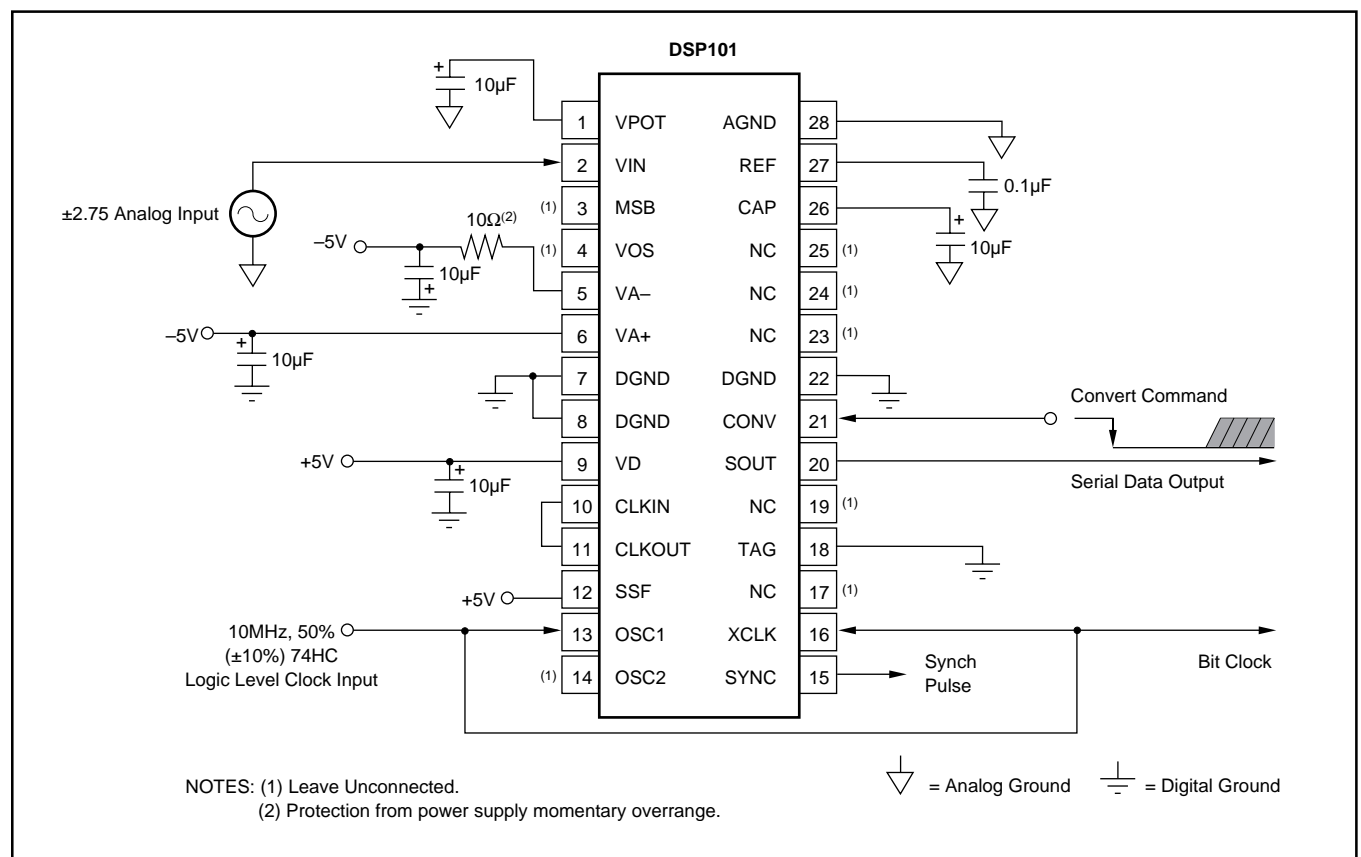 DSP101
+
10µF
1 VPOT AGND 28
2 VIN REF 27
±2.75 Analog Input
0.1µF
(1) 3 MSB CAP 26
+
10µF
10Ω(2)
–5V
(1) 4 VOS NC 25 (1)
10µF
+
5 VA– NC 24 (1)
–5V
6 VA+ NC 23 (1)
+
10µF
7 DGND DGND 22
Convert Command
8 DGND CONV 21
+5V
9 VD SOUT 20
+
10µF
Serial Data Output
10 CLKIN NC 19 (1)
11 CLKOUT TAG 18
+5V
12 SSF NC 17 (1)
10MHz, 50%
(±10%) 74HC
Logic Level Clock Input
13 OSC1 XCLK 16
Bit Clock
(1) 14 OSC2 SYNC 15
Synch
Pulse
NOTES: (1) Leave Unconnected.
(2) Protection from power supply momentary overrange.
= Analog Ground
= Digital Ground